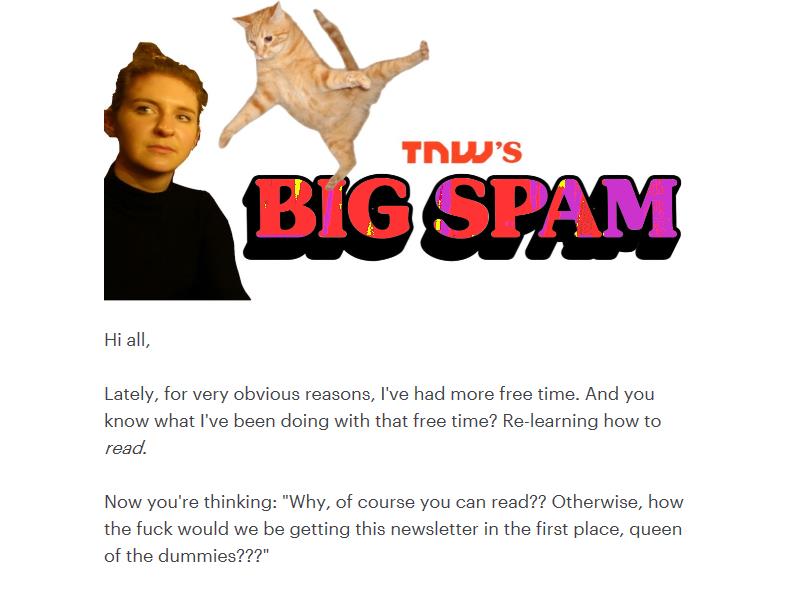 TNW'S
BIG SPAM
Hi all,
Lately, for very obvious reasons, I've had more free time. And you
know what I've been doing with that free time? Re-learning how to
read.
Now you're thinking: "Why, of course you can read?? Otherwise, how
the fuck would we be getting this newsletter in the first place, queen
of the dummies???"